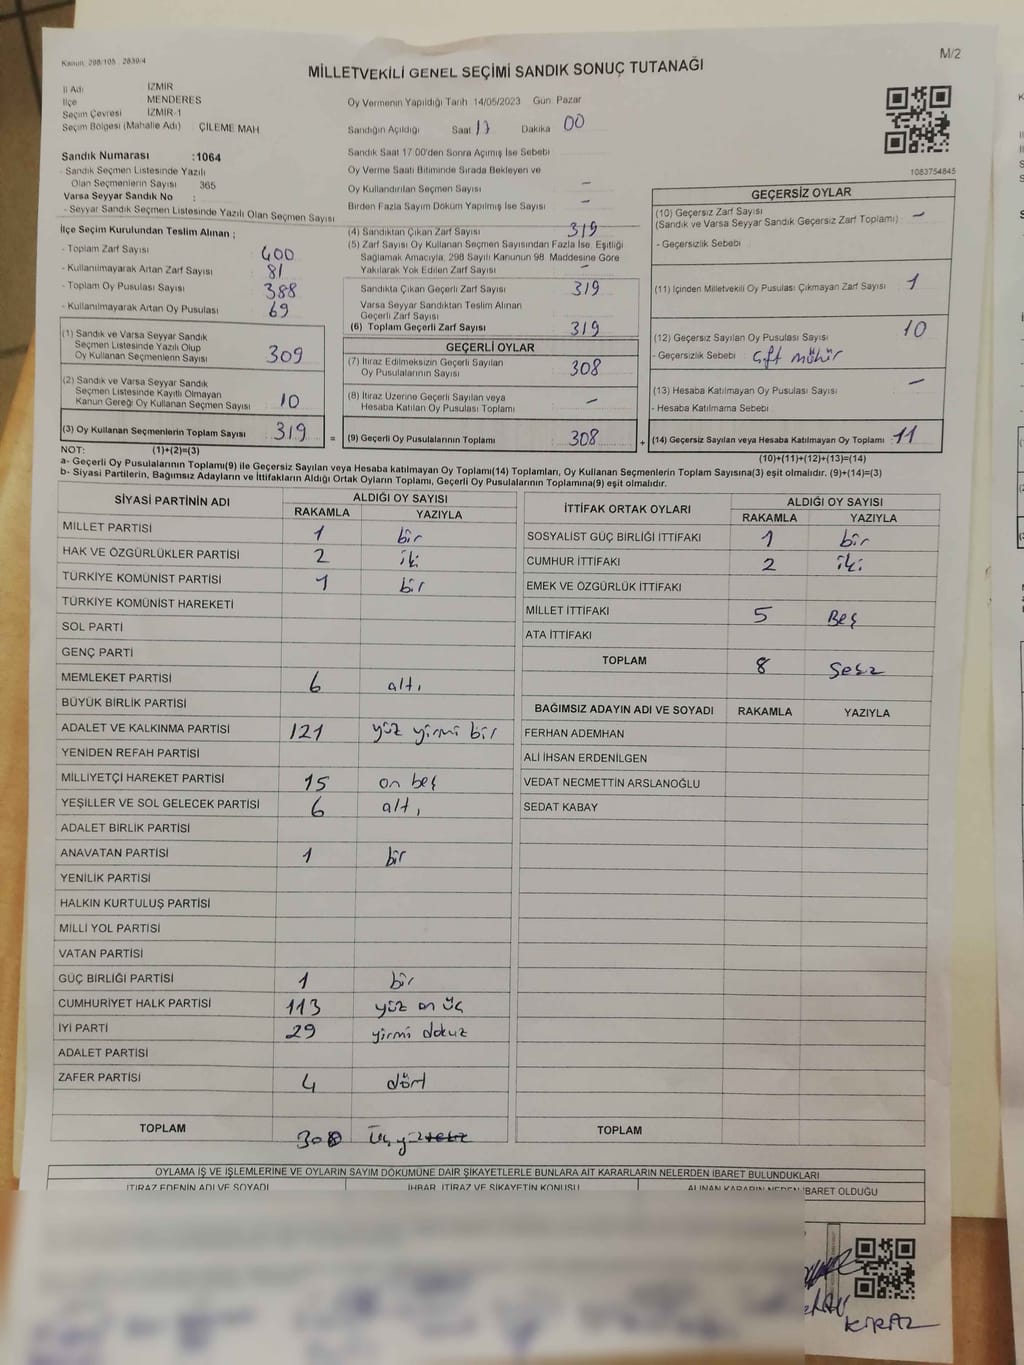 Kanun: 298/105 . 2839/4
M/2
MİLLETVEKİLİ GENEL SEÇİMİ SANDIK SONUÇ TUTANAĞI
İl Adı İZMİR
İlçe MENDERES
Seçim Çevresi İZMİR-1
Seçim Bölgesi (Mahalle Adı) ÇİLEME MAH
Sandık Numarası :1064
- Sandık Seçmen Listesinde Yazılı
Olan Seçmenlerin Sayısı 365
Varsa Seyyar Sandık No :
- Seyyar Sandık Seçmen Listesinde Yazılı Olan Seçmen Sayısı
Oy Vermenin Yapıldığı Tarih 14/05/2023 Gün Pazar
Sandığın Açıldığı Saat 17 Dakika 00
Sandık Saat 17.00'den Sonra Açımış İse Sebebi
Oy Verme Saati Bitiminde Sırada Bekleyen ve
Oy Kullandırılan Seçmen Sayısı –
Birden Fazla Sayım Döküm Yapılmış İse Sayısı –
1083754845
İlçe Seçim Kurulundan Teslim Alınan ;
- Toplam Zarf Sayısı 400
- Kullanılmayarak Artan Zarf Sayısı 81
- Toplam Oy Pusulası Sayısı 388
- Kullanılmayarak Artan Oy Pusulası 69
(1) Sandık ve Varsa Seyyar Sandık
Seçmen Listesinde Yazılı Olup
Oy Kullanan Seçmenlerin Sayısı 309
(2) Sandık ve Varsa Seyyar Sandık
Seçmen Listesinde Kayıtlı Olmayan
Kanun Gereği Oy Kullanan Seçmen Sayısı 10
(3) Oy Kullanan Seçmenlerin Toplam Sayısı 319
(4) Sandıktan Çıkan Zarf Sayısı 319
(5) Zarf Sayısı Oy Kullanan Seçmen Sayısından Fazla İse, Eşitliği
Sağlamak Amacıyla, 298 Sayılı Kanunun 98. Maddesine Göre
Yakılarak Yok Edilen Zarf Sayısı –
Sandıkta Çıkan Geçerli Zarf Sayısı 319
Varsa Seyyar Sandıktan Teslim Alınan
Geçerli Zarf Sayısı
(6) Toplam Geçerli Zarf Sayısı 319
GEÇERLİ OYLAR
(7) İtiraz Edilmeksizin Geçerli Sayılan
Oy Pusulalarının Sayısı 308
(8) İtiraz Üzerine Geçerli Sayılan veya
Hesaba Katılan Oy Pusulası Toplamı –
= (9) Geçerli Oy Pusulalarının Toplamı 308
GEÇERSİZ OYLAR
(10) Geçersiz Zarf Sayısı
(Sandık ve Varsa Seyyar Sandık Geçersiz Zarf Toplamı) –
- Geçersizlik Sebebi
(11) İçinden Milletvekili Oy Pusulası Çıkmayan Zarf Sayısı 1
(12) Geçersiz Sayılan Oy Pusulası Sayısı 10
- Geçersizlik Sebebi çift mühür
(13) Hesaba Katılmayan Oy Pusulası Sayısı –
- Hesaba Katılmama Sebebi
+ (14) Geçersiz Sayılan veya Hesaba Katılmayan Oy Toplamı 11
NOT: (1)+(2)=(3)
(10)+(11)+(12)+(13)=(14)
a- Geçerli Oy Pusulalarının Toplamı(9) ile Geçersiz Sayılan veya Hesaba katılmayan Oy Toplamı(14) Toplamları, Oy Kullanan Seçmenlerin Toplam Sayısına(3) eşit olmalıdır. (9)+(14)=(3)
b- Siyasi Partilerin, Bağımsız Adayların ve İttifakların Aldığı Ortak Oyların Toplamı, Geçerli Oy Pusulalarının Toplamına(9) eşit olmalıdır.
SİYASİ PARTİNİN ADI ALDIĞI OY SAYISI
RAKAMLA YAZIYLA
MİLLET PARTİSİ 1 bir
HAK VE ÖZGÜRLÜKLER PARTİSİ 2 iki
TÜRKİYE KOMÜNİST PARTİSİ 1 bir
TÜRKİYE KOMÜNİST HAREKETİ
SOL PARTİ
GENÇ PARTİ
MEMLEKET PARTİSİ 6 altı
BÜYÜK BİRLİK PARTİSİ
ADALET VE KALKINMA PARTİSİ 121 yüz yirmi bir
YENİDEN REFAH PARTİSİ
MİLLİYETÇİ HAREKET PARTİSİ 15 on beş
YEŞİLLER VE SOL GELECEK PARTİSİ 6 altı
ADALET BİRLİK PARTİSİ
ANAVATAN PARTİSİ 1 bir
YENİLİK PARTİSİ
HALKIN KURTULUŞ PARTİSİ
MİLLİ YOL PARTİSİ
VATAN PARTİSİ
GÜÇ BİRLİĞİ PARTİSİ 1 bir
CUMHURİYET HALK PARTİSİ 113 yüz on üç
İYİ PARTİ 29 yirmi dokuz
ADALET PARTİSİ
ZAFER PARTİSİ 4 dört
TOPLAM 300 Üç yüz
İTTİFAK ORTAK OYLARI ALDIĞI OY SAYISI
RAKAMLA YAZIYLA
SOSYALİST GÜÇ BİRLİĞİ İTTİFAKI 1 bir
CUMHUR İTTİFAKI 2 iki
EMEK VE ÖZGÜRLÜK İTTİFAKI
MİLLET İTTİFAKI 5 Beş
ATA İTTİFAKI
TOPLAM 8 Sekiz
BAĞIMSIZ ADAYIN ADI VE SOYADI RAKAMLA YAZIYLA
FERHAN ADEMHAN
ALİ İHSAN ERDENİLGEN
VEDAT NECMETTİN ARSLANOĞLU
SEDAT KABAY
TOPLAM
OYLAMA İŞ VE İŞLEMLERİNE VE OYLARIN SAYIM DÖKÜMÜNE DAİR ŞİKAYETLERLE BUNLARA AİT KARARLARIN NELERDEN İBARET BULUNDUKLARI
İTİRAZ EDENİN ADI VE SOYADI İHBAR, İTİRAZ VE ŞİKAYETİN KONUSU ALINAN KARARIN NEDEN İBARET OLDUĞU
KİRAZ